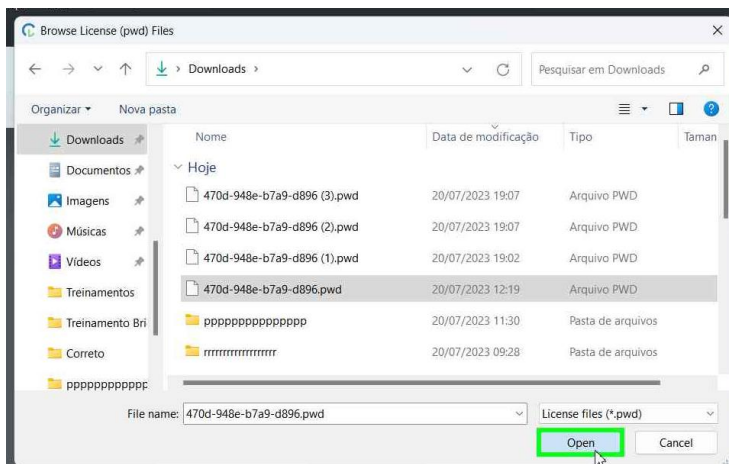 Browse License (pwd) Files
Downloads
Pesquisar em Downloads
Organizar
Nova pasta
Nome
Data de modificação
Tipo
Taman
Downloads
Documentos
Imagens
Músicas
Vídeos
Treinamentos
Treinamento Bri
Correto
pppppppppppp
Hoje
470d-948e-b7a9-d896 (3).pwd 20/07/2023 19:07 Arquivo PWD
470d-948e-b7a9-d896 (2).pwd 20/07/2023 19:07 Arquivo PWD
470d-948e-b7a9-d896 (1).pwd 20/07/2023 19:02 Arquivo PWD
470d-948e-b7a9-d896.pwd 20/07/2023 12:19 Arquivo PWD
ppppppppppppppp 20/07/2023 11:30 Pasta de arquivos
rrrrrrrrrrrrrrrrrr 20/07/2023 09:28 Pasta de arquivos
File name: 470d-948e-b7a9-d896.pwd
License files (*.pwd)
Open
Cancel